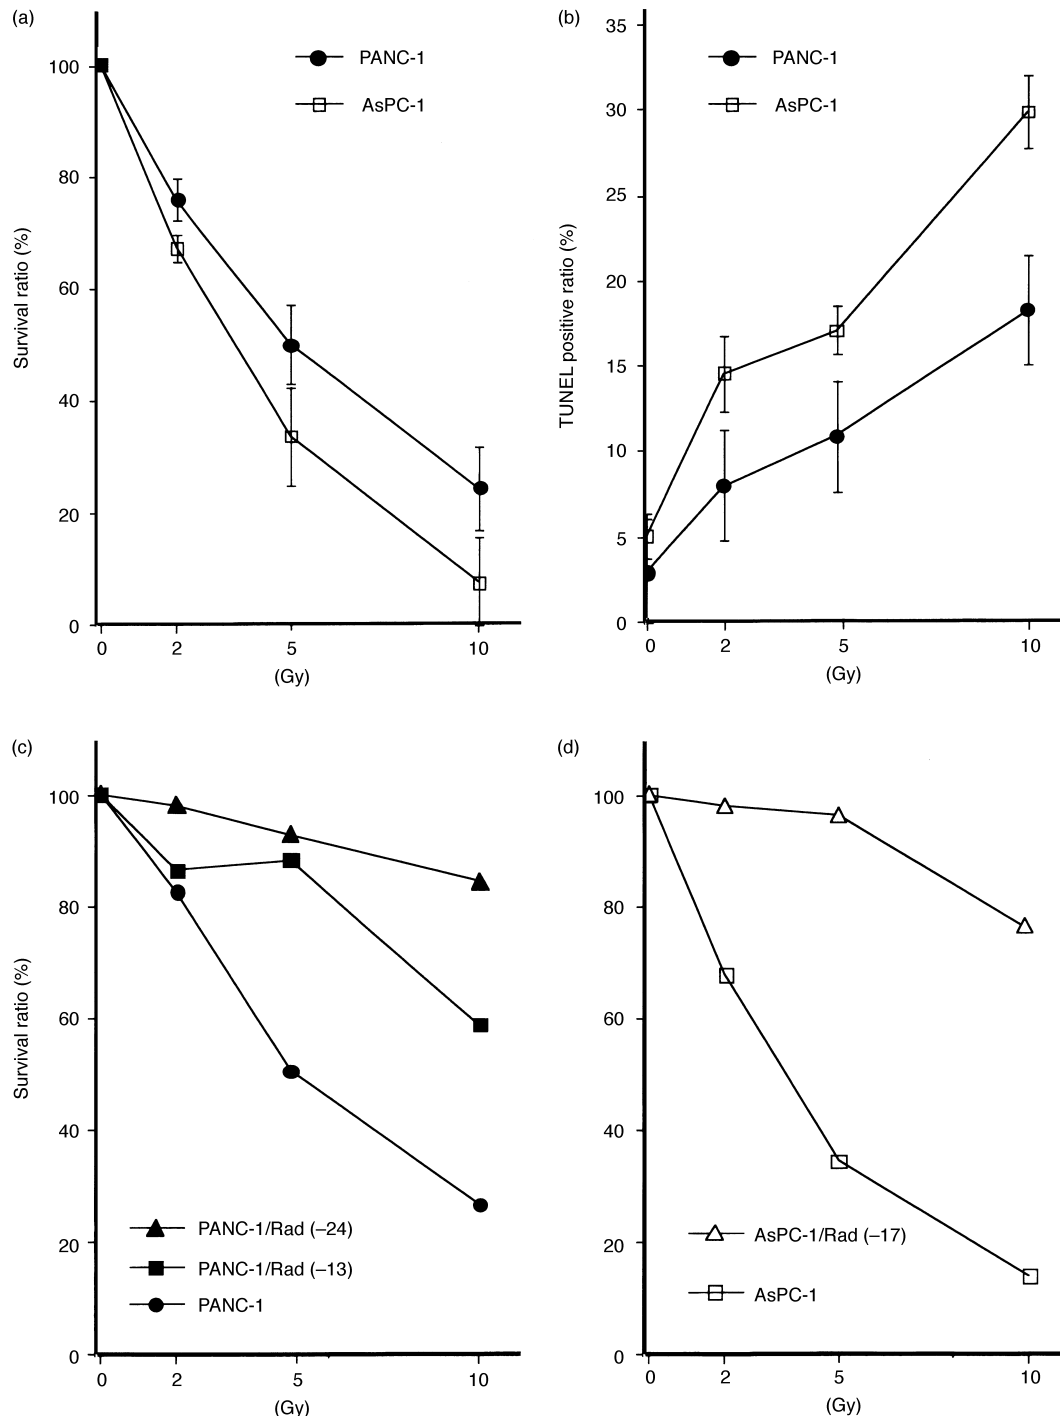 (a)
100
80
60
40
20
0
Survival ratio (%)
PANC-1
AsPC-1
0 2 5 10
(Gy)
(b)
35
30
25
20
15
10
5
0
TUNEL positive ratio (%)
PANC-1
AsPC-1
0 2 5 10
(Gy)
(c)
100
80
60
40
20
0
Survival ratio (%)
PANC-1/Rad (–24)
PANC-1/Rad (–13)
PANC-1
0 2 5 10
(Gy)
(d)
100
80
60
40
20
0
AsPC-1/Rad (–17)
AsPC-1
0 2 5 10
(Gy)